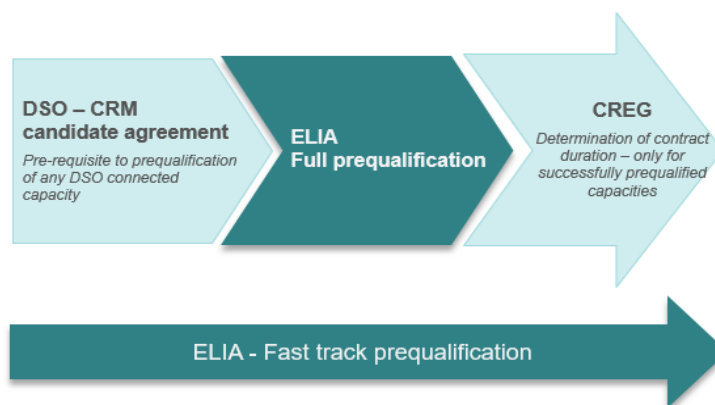 DSO – CRM
candidate agreement
Pre-requisite to prequalification
of any DSO connected
capacity
ELIA
Full prequalification
CREG
Determination of contract
duration – only for
successfully prequalified
capacities
ELIA - Fast track prequalification